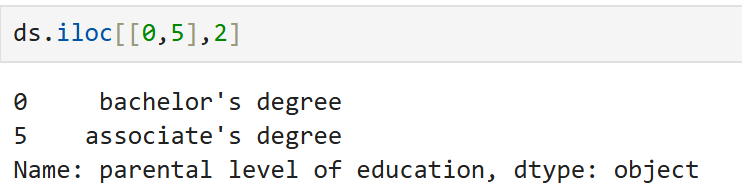 ds.iloc[[0,5],2]
0     bachelor's degree
5    associate's degree
Name: parental level of education, dtype: object